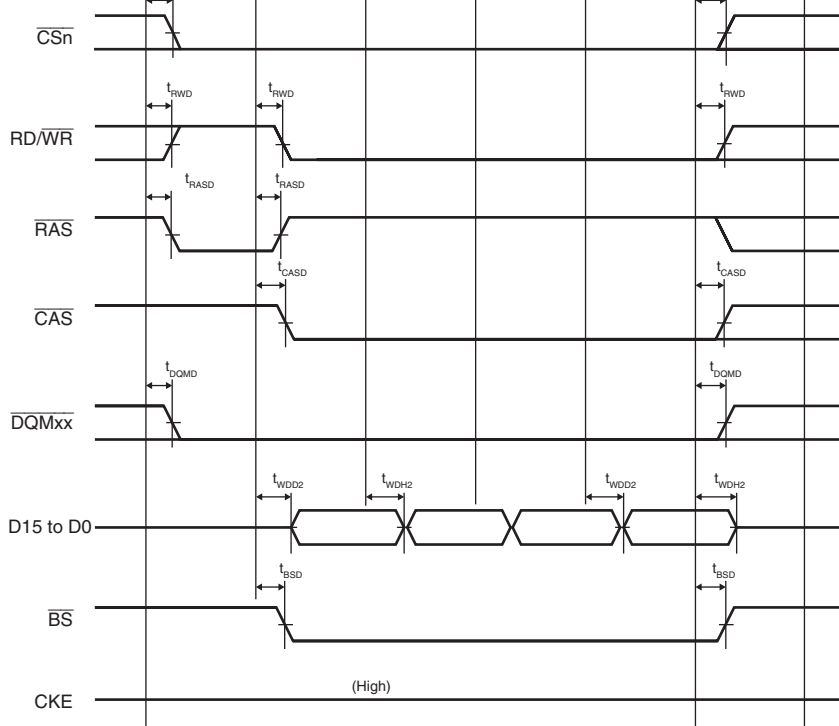 CSn
tRWD tRWD tRWD
RD/WR
tRASD tRASD
RAS
tCASD tCASD
CAS
tDQMD tDQMD
DQMxx
tWDD2 tWDH2 tWDD2 tWDH2
D15 to D0
tBSD tBSD
BS
(High)
CKE